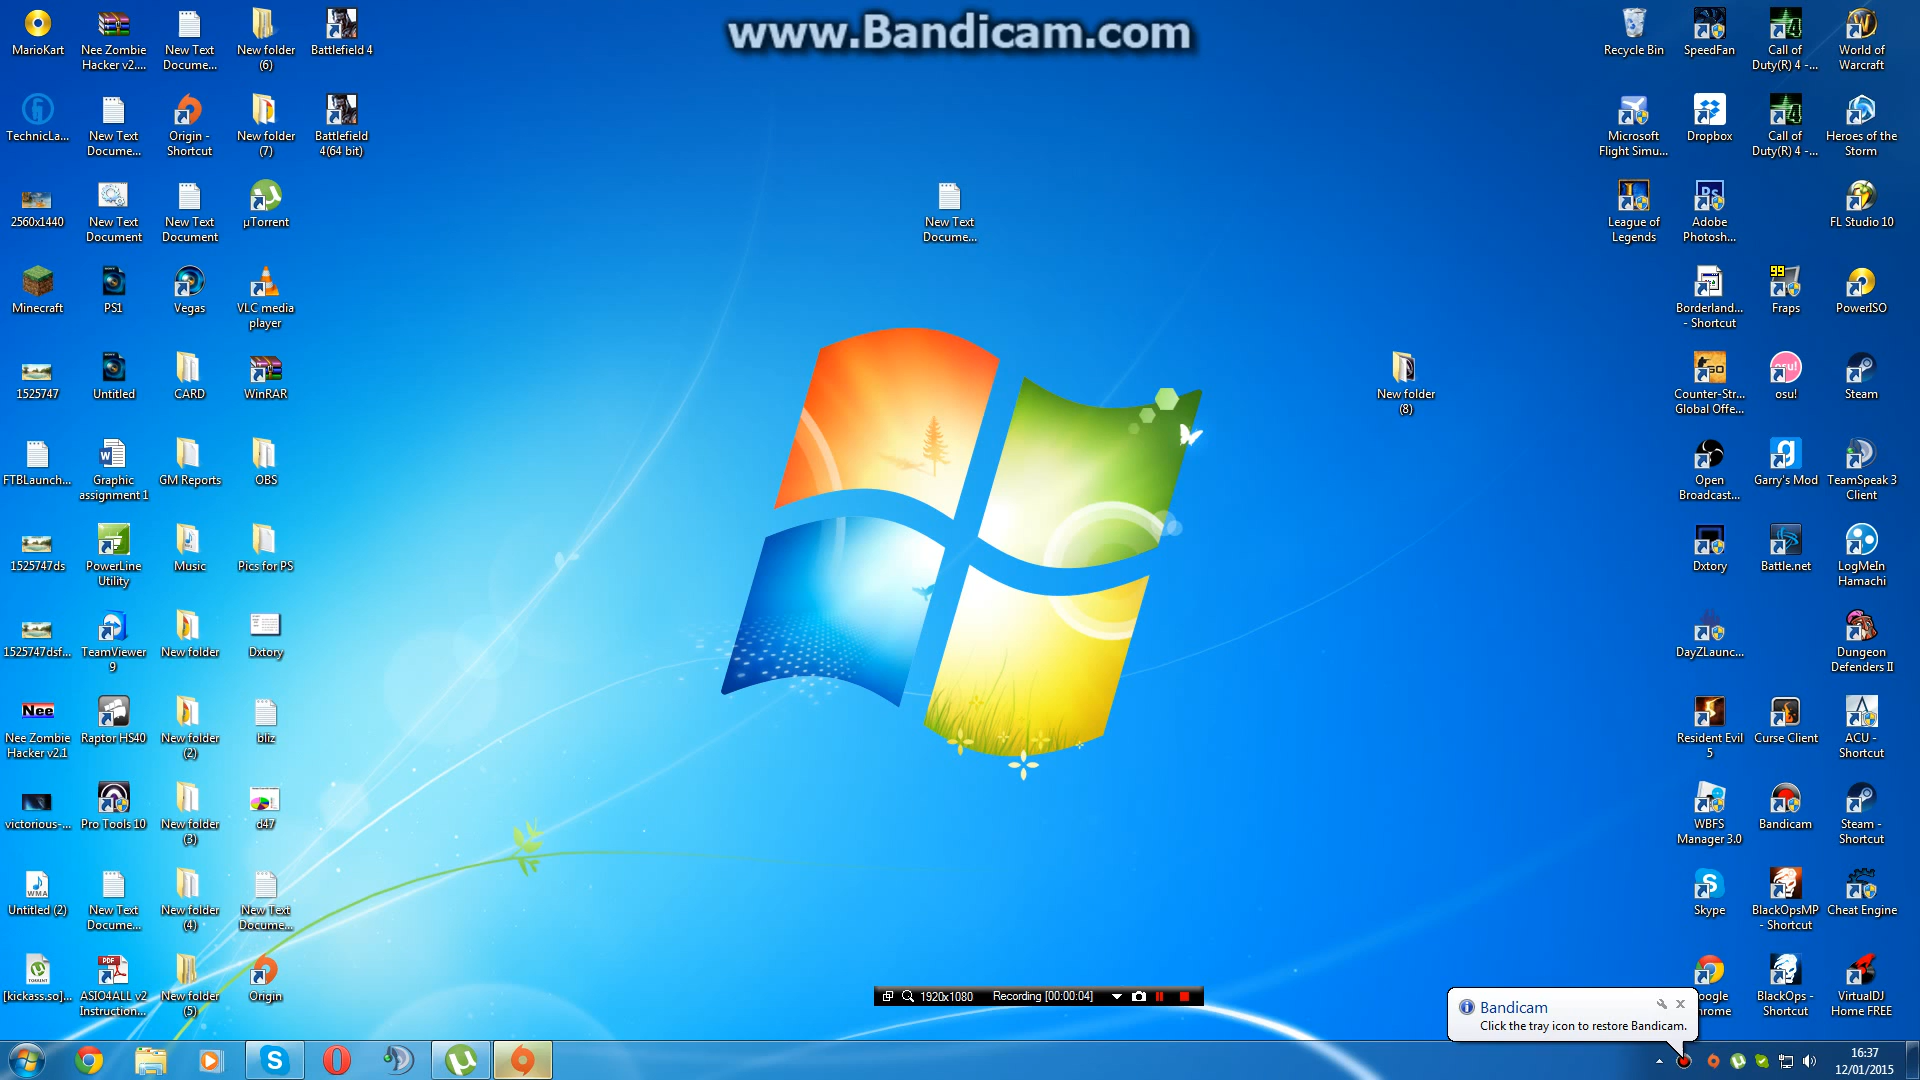 www.Bandicam.com
MarioKart
Nee Zombie
Hacker v2....
New Text
Docume...
New folder
(6)
Battlefield 4
Recycle Bin
SpeedFan
Call of
Duty(R) 4 -...
World of
Warcraft
TechnicLa...
New Text
Docume...
Origin -
Shortcut
New folder
(7)
Battlefield
4(64 bit)
Microsoft
Flight Simu...
Dropbox
Call of
Duty(R) 4 -...
Heroes of the
Storm
2560x1440
New Text
Document
New Text
Document
µTorrent
New Text
Docume...
League of
Legends
Adobe
Photosh...
FL Studio 10
Minecraft
PS1
Vegas
VLC media
player
Borderland...
- Shortcut
99
Fraps
PowerISO
1525747
Untitled
CARD
WinRAR
New folder
(8)
Counter-Str...
Global Offe...
osu!
Steam
FTBLaunch...
Graphic
assignment 1
GM Reports
OBS
Open
Broadcast...
Garry's Mod
TeamSpeak 3
Client
1525747ds
PowerLine
Utility
Music
Pics for PS
Dxtory
Battle.net
LogMeIn
Hamachi
1525747dsf...
TeamViewer
9
New folder
Dxtory
DayZLaunc...
Dungeon
Defenders II
Nee
Nee Zombie
Hacker v2.1
Raptor HS40
New folder
(2)
bliz
Resident Evil
5
Curse Client
ACU -
Shortcut
victorious-...
Pro Tools 10
New folder
(3)
d47
WBFS
Manager 3.0
Bandicam
Steam -
Shortcut
WMA
Untitled (2)
New Text
Docume...
New folder
(4)
New Text
Docume...
Skype
BlackOpsMP
- Shortcut
Cheat Engine
[kickass.so]...
PDF
ASIO4ALL v2
Instruction...
New folder
(5)
Origin
1920x1080 Recording [00:00:04]
oogle
hrome
BlackOps -
Shortcut
VirtualDJ
Home FREE
Bandicam
Click the tray icon to restore Bandicam.
16:37
12/01/2015